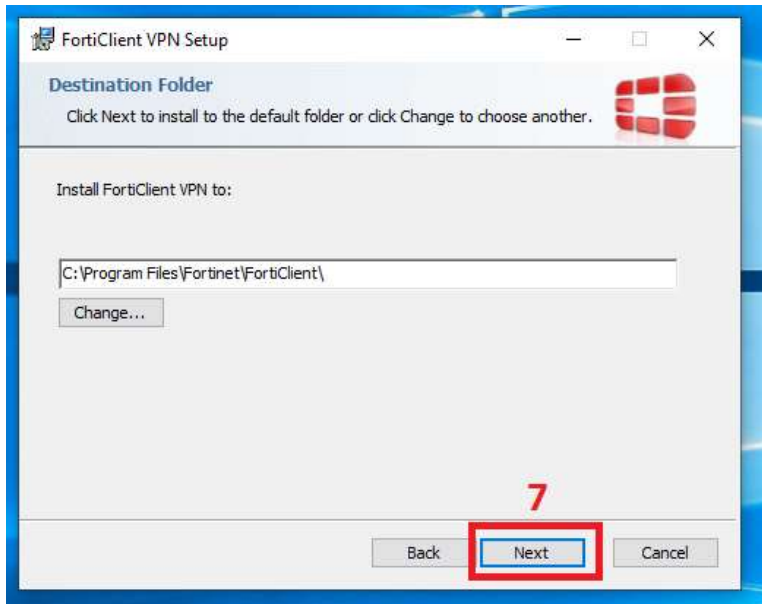 FortiClient VPN Setup
Destination Folder
Click Next to install to the default folder or click Change to choose another.
Install FortiClient VPN to:
C:\Program Files\Fortinet\FortiClient\
Change...
7
Back Next Cancel